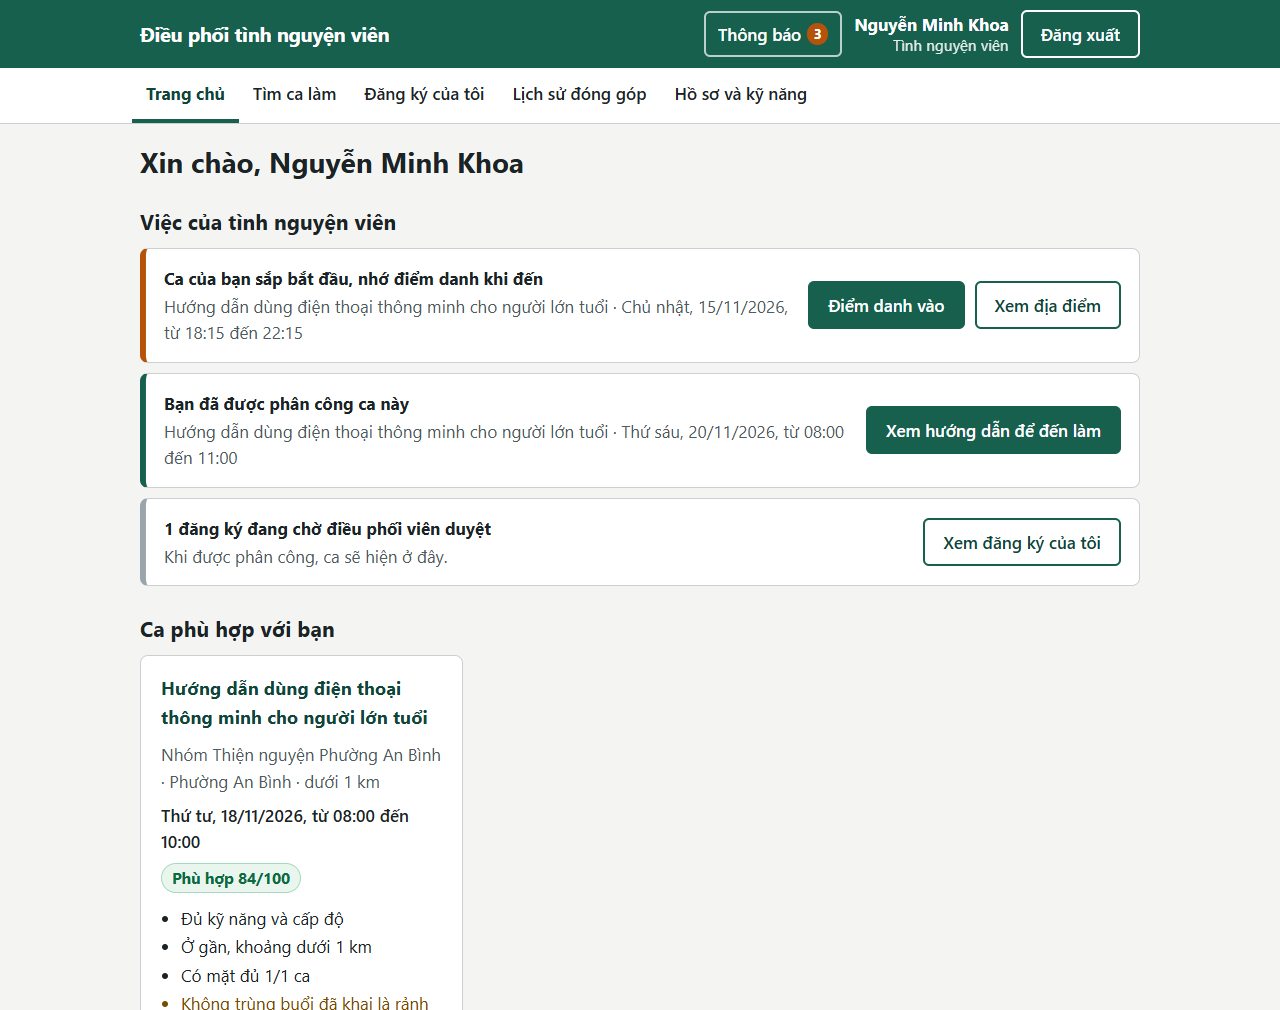 Điều phối tình nguyện viên
Thông báo 3
Nguyễn Minh Khoa
Tình nguyện viên
Đăng xuất
Trang chủ
Tìm ca làm
Đăng ký của tôi
Lịch sử đóng góp
Hồ sơ và kỹ năng
Xin chào, Nguyễn Minh Khoa
Việc của tình nguyện viên
Ca của bạn sắp bắt đầu, nhớ điểm danh khi đến
Hướng dẫn dùng điện thoại thông minh cho người lớn tuổi · Chủ nhật, 15/11/2026,
từ 18:15 đến 22:15
Điểm danh vào
Xem địa điểm
Bạn đã được phân công ca này
Hướng dẫn dùng điện thoại thông minh cho người lớn tuổi · Thứ sáu, 20/11/2026, từ 08:00
đến 11:00
Xem hướng dẫn để đến làm
1 đăng ký đang chờ điều phối viên duyệt
Khi được phân công, ca sẽ hiện ở đây.
Xem đăng ký của tôi
Ca phù hợp với bạn
Hướng dẫn dùng điện thoại
thông minh cho người lớn tuổi
Nhóm Thiện nguyện Phường An Bình
· Phường An Bình · dưới 1 km
Thứ tư, 18/11/2026, từ 08:00 đến
10:00
Phù hợp 84/100
Đủ kỹ năng và cấp độ
Ở gần, khoảng dưới 1 km
Có mặt đủ 1/1 ca
Không trùng buổi đã khai là rảnh